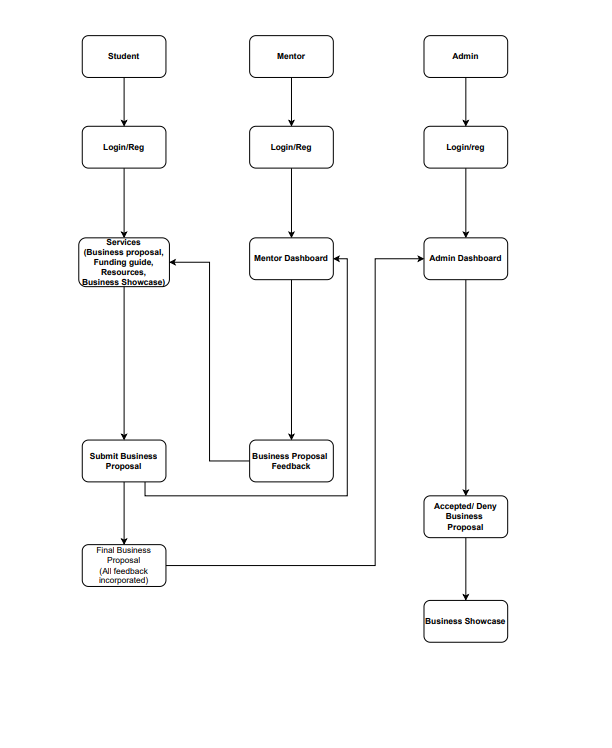 Student
Mentor
Admin
Login/Reg
Login/Reg
Login/reg
Services
(Business proposal,
Funding guide,
Resources,
Business Showcase)
Mentor Dashboard
Admin Dashboard
Submit Business
Proposal
Business Proposal
Feedback
Accepted/ Deny
Business
Proposal
Final Business
Proposal
(All feedback
incorporated)
Business Showcase